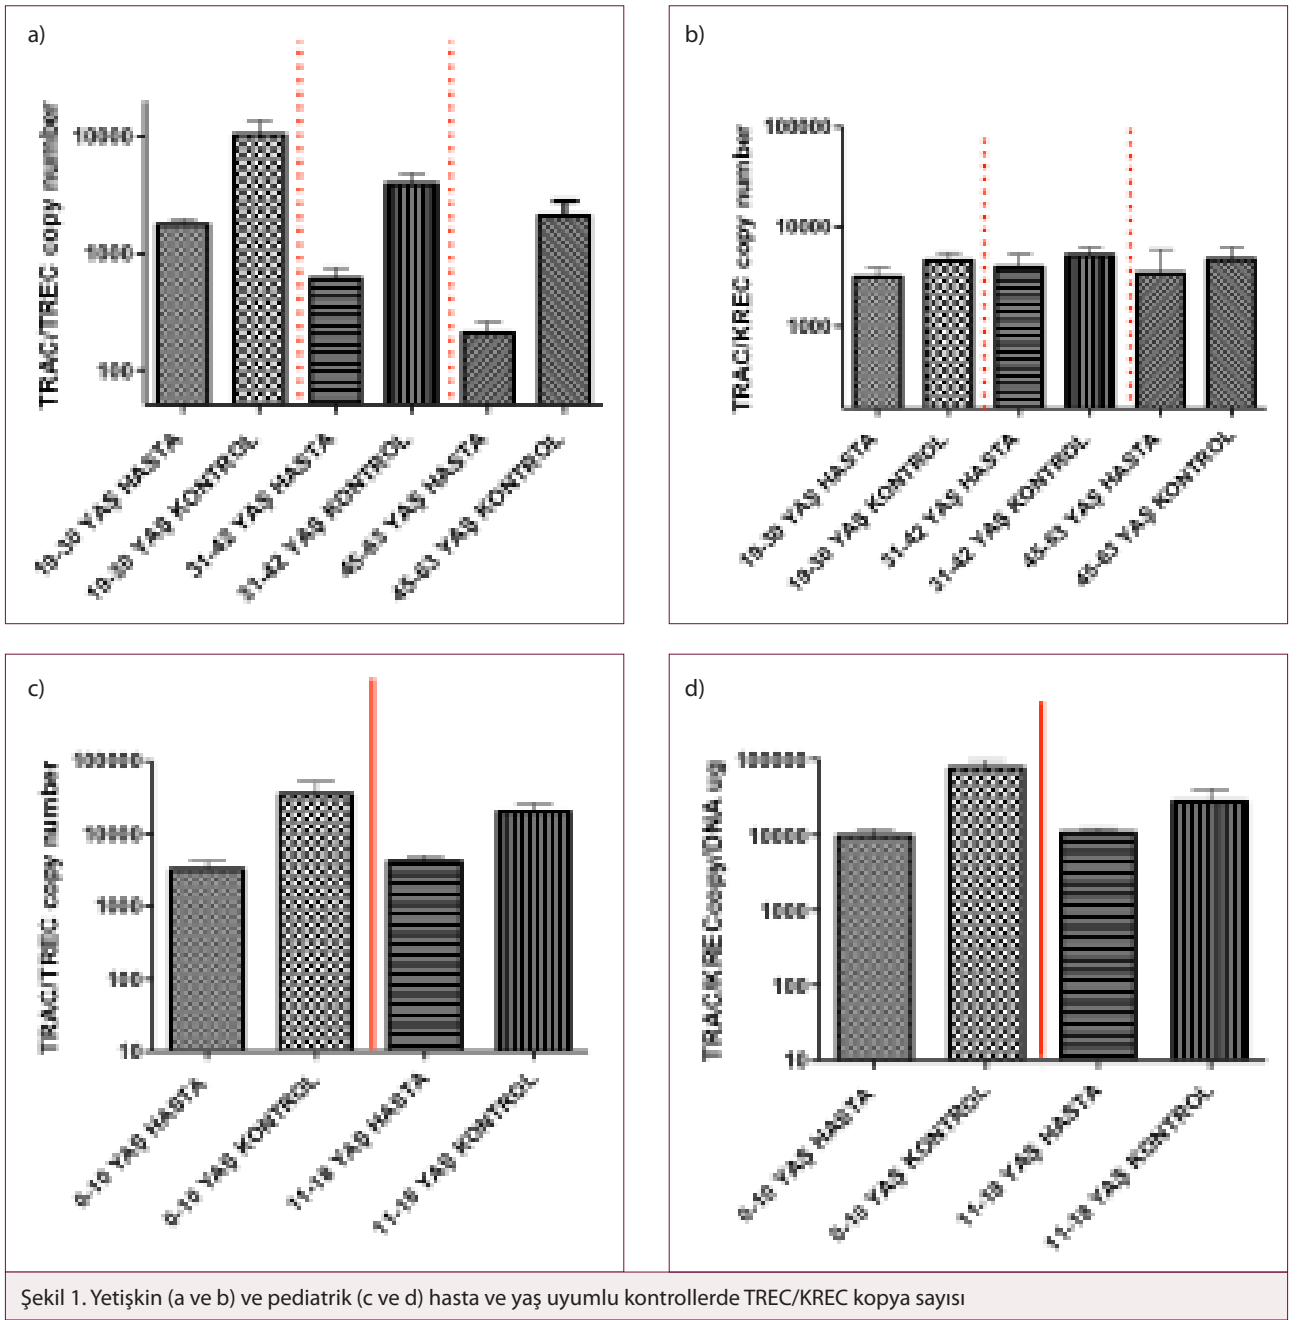 a)
TRAC/TREC copy number
10000
1000
100
19-30 YAŞ HASTA
19-30 YAŞ KONTROL
31-42 YAŞ HASTA
31-42 YAŞ KONTROL
45-63 YAŞ HASTA
45-63 YAŞ KONTROL
b)
TRAC/KREC copy number
100000
10000
1000
19-30 YAŞ HASTA
19-30 YAŞ KONTROL
31-42 YAŞ HASTA
31-42 YAŞ KONTROL
45-63 YAŞ HASTA
45-63 YAŞ KONTROL
c)
TRAC/TREC copy number
100000
10000
1000
100
10
0-10 YAŞ HASTA
0-10 YAŞ KONTROL
11-18 YAŞ HASTA
11-18 YAŞ KONTROL
d)
TRAC/KRECcopy/DNA ug
100000
10000
1000
100
10
0-10 YAŞ HASTA
0-10 YAŞ KONTROL
11-18 YAŞ HASTA
11-18 YAŞ KONTROL
Şekil 1. Yetişkin (a ve b) ve pediatrik (c ve d) hasta ve yaş uyumlu kontrollerde TREC/KREC kopya sayısı